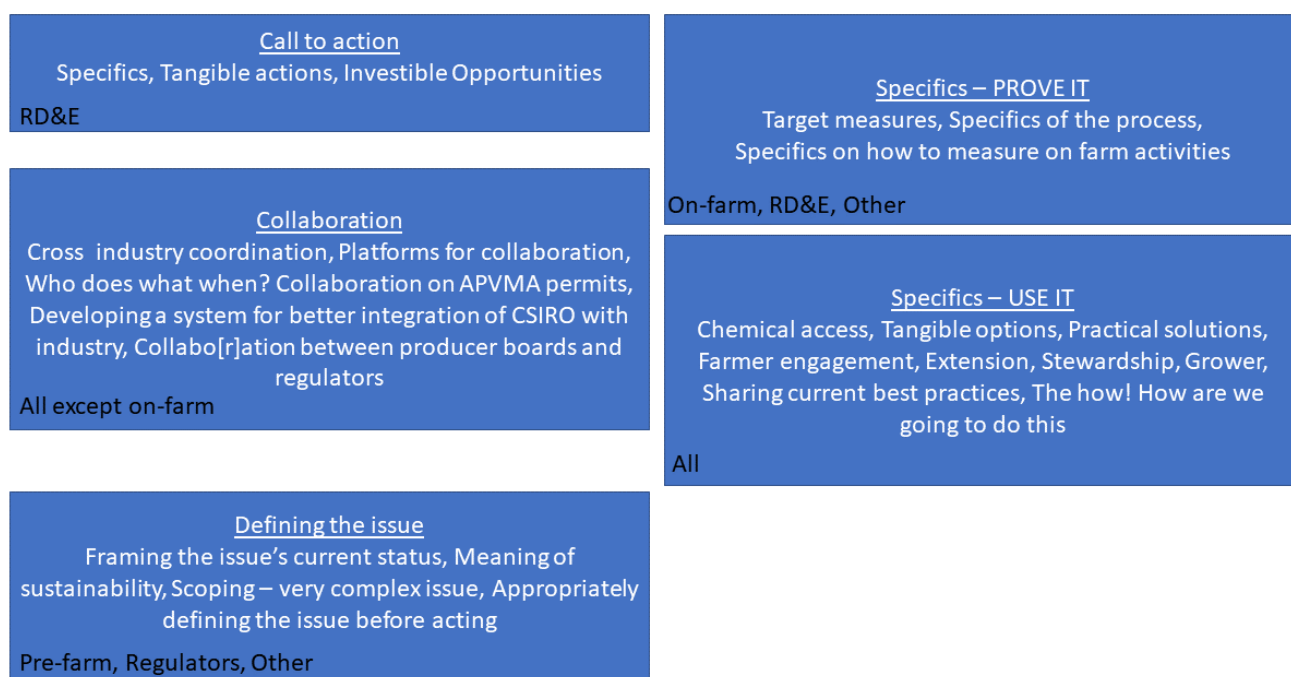 Call to action
Specifics, Tangible actions, Investible Opportunities
RD&E
Collaboration
Cross industry coordination, Platforms for collaboration,
Who does what when? Collaboration on APVMA permits,
Developing a system for better integration of CSIRO with
industry, Collabo[r]ation between producer boards and
regulators
All except on-farm
Defining the issue
Framing the issue’s current status, Meaning of
sustainability, Scoping – very complex issue, Appropriately
defining the issue before acting
Pre-farm, Regulators, Other
Specifics – PROVE IT
Target measures, Specifics of the process,
Specifics on how to measure on farm activities
On-farm, RD&E, Other
Specifics – USE IT
Chemical access, Tangible options, Practical solutions,
Farmer engagement, Extension, Stewardship, Grower,
Sharing current best practices, The how! How are we
going to do this
All